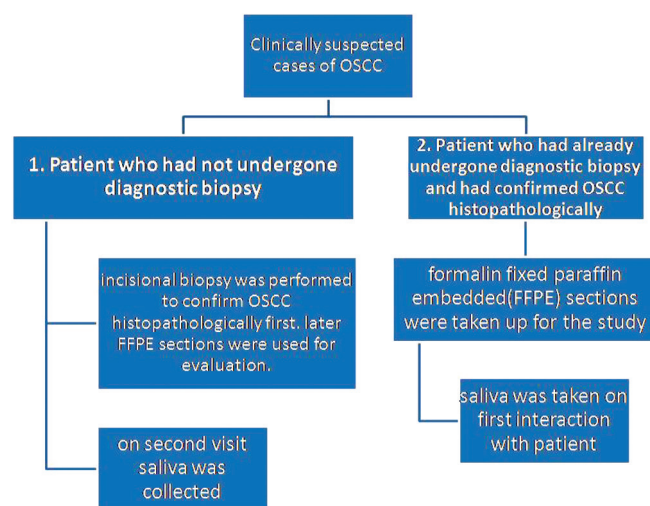 Clinically suspected
cases of OSCC
1. Patient who had not undergone
diagnostic biopsy
2. Patient who had already
undergone diagnostic biopsy
and had confirmed OSCC
histopathologically
incisional biopsy was performed
to confirm OSCC
histopathologically first. later
FFPE sections were used for
evaluation.
formalin fixed paraffin
embedded(FFPE) sections
were taken up for the study
on second visit
saliva was
collected
saliva was taken on
first interaction
with patient